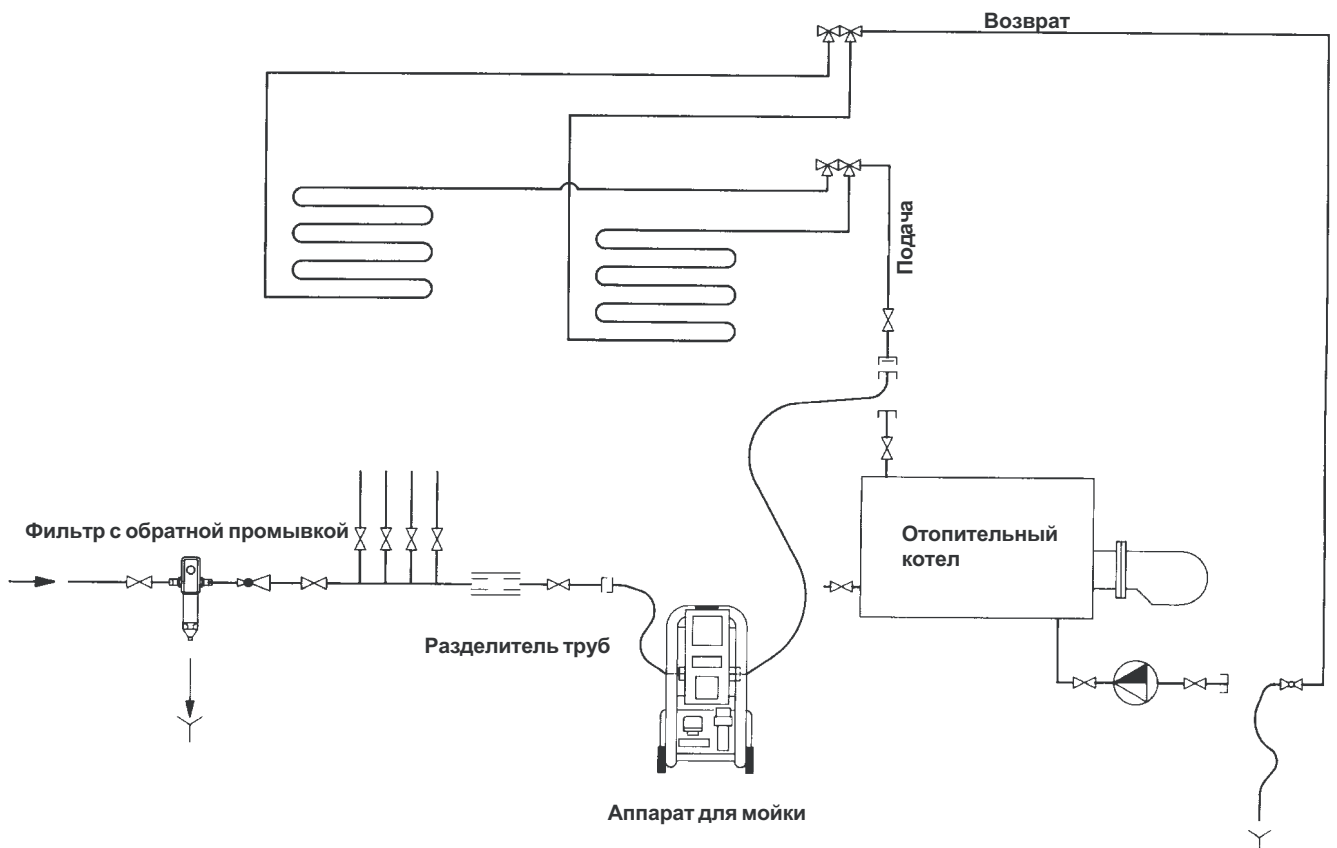 Возврат
Подача
Фильтр с обратной промывкой
Отопительный
котел
Разделитель труб
Аппарат для мойки